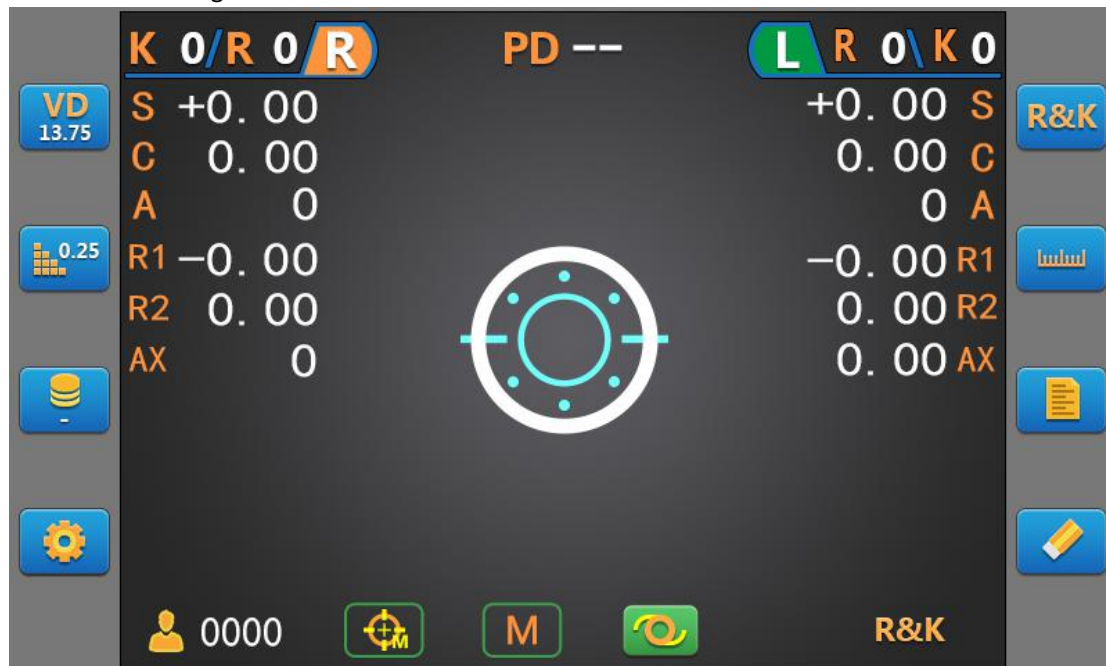 K 0/R 0/R PD -- L\R 0\K 0
VD
13.75
R&K
S +0.00
+0.00 S
C 0.00
0.00 C
A 0
0 A
0.25
R1 -0.00
-0.00 R1
R2 0.00
0.00 R2
AX 0
0.00 AX
-
0000
M
M
R&K